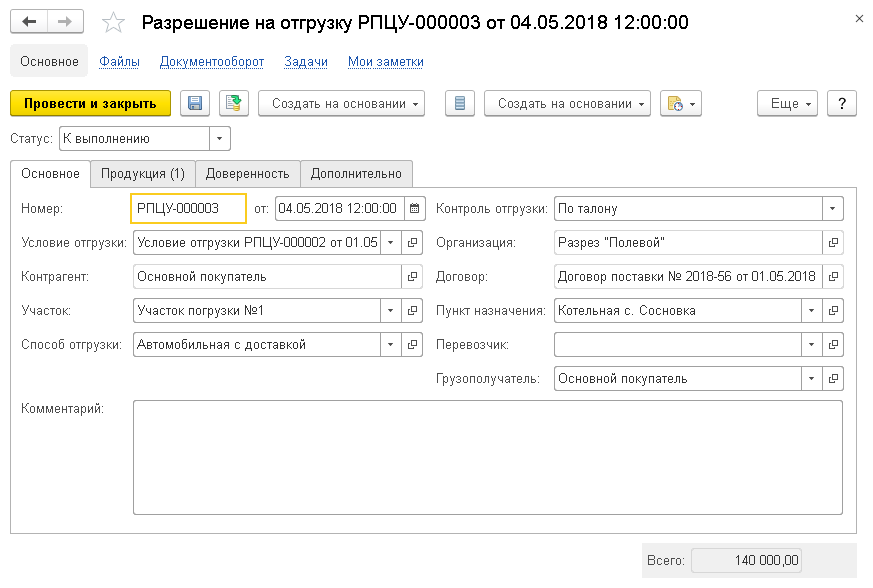 Разрешение на отгрузку РПЦУ-000003 от 04.05.2018 12:00:00
Основное Файлы Документооборот Задачи Мои заметки
Провести и закрыть Создать на основании Создать на основании Еще ?
Статус: К выполнению
Основное Продукция (1) Доверенность Дополнительно
Номер: РПЦУ-000003 от: 04.05.2018 12:00:00 Контроль отгрузки: По талону
Условие отгрузки: Условие отгрузки РПЦУ-000002 от 01.05 Организация: Разрез "Полевой"
Контрагент: Основной покупатель Договор: Договор поставки № 2018-56 от 01.05.2018
Участок: Участок погрузки №1 Пункт назначения: Котельная с. Сосновка
Способ отгрузки: Автомобильная с доставкой Перевозчик:
Грузополучатель: Основной покупатель
Комментарий:
Всего: 140 000,00